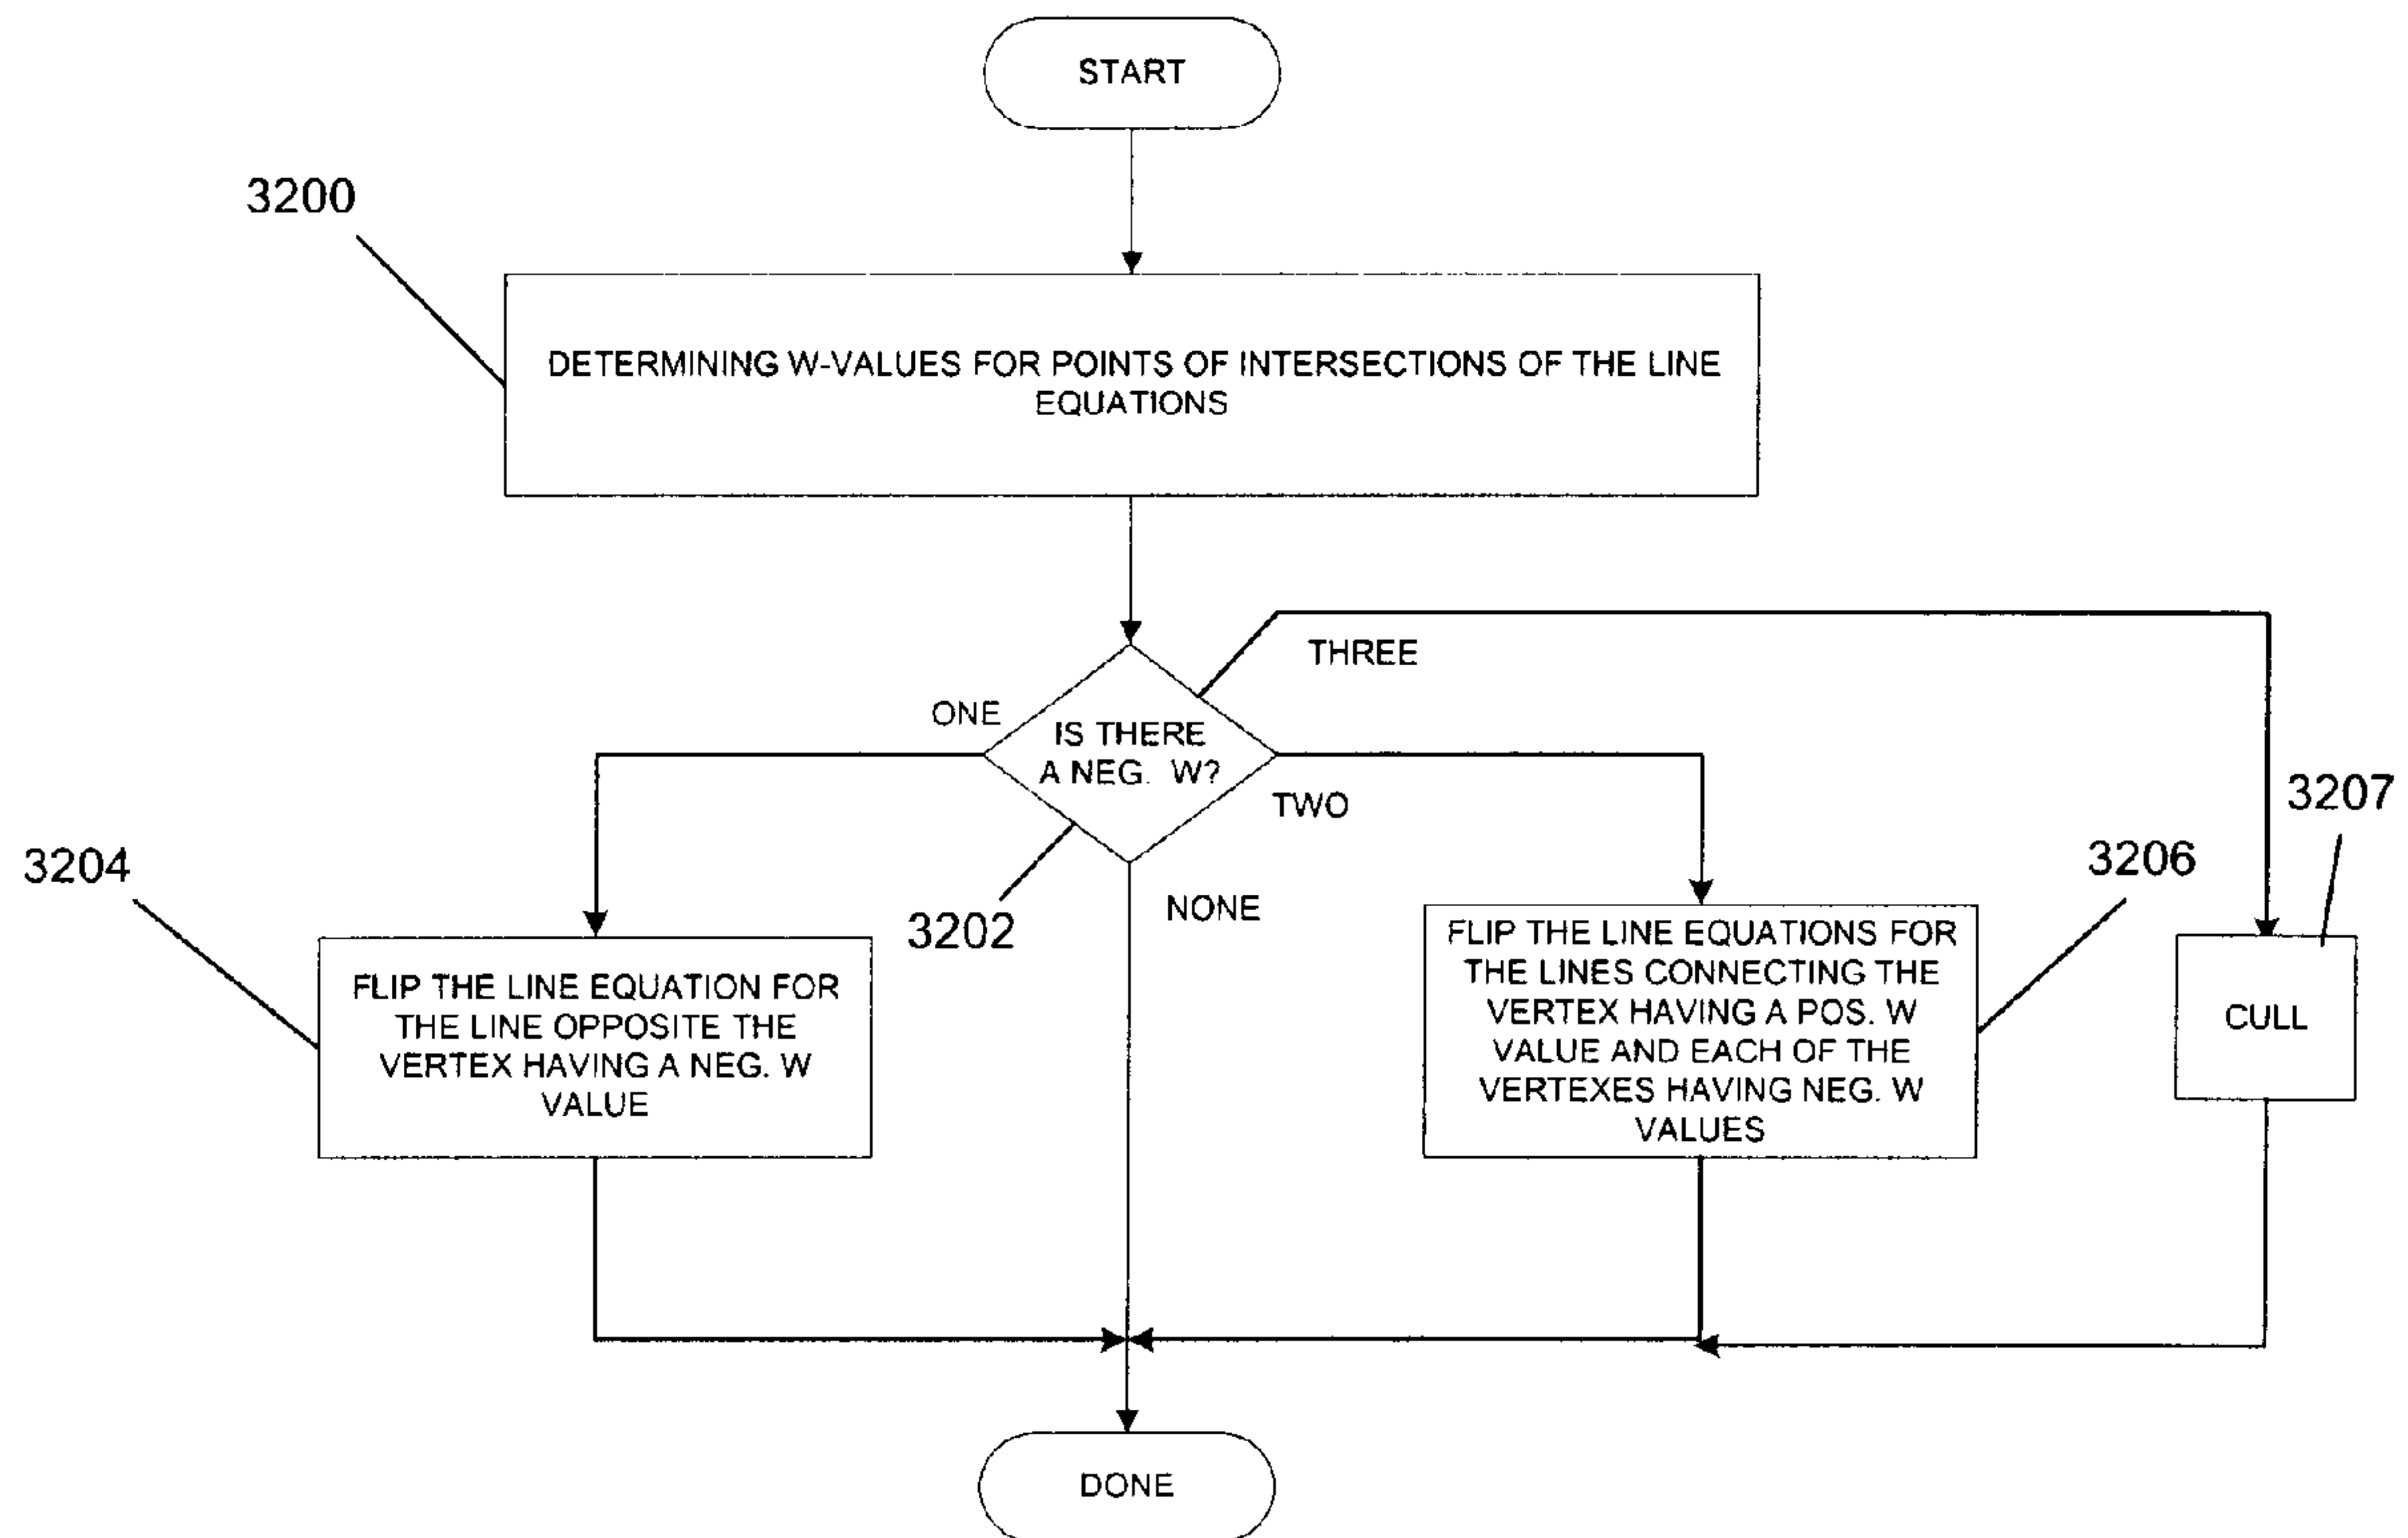 START
3200
DETERMINING W-VALUES FOR POINTS OF INTERSECTIONS OF THE LINE
EQUATIONS
THREE
ONE
IS THERE
A NEG. W?
TWO
3207
3204
3206
3202
NONE
FLIP THE LINE EQUATION FOR
THE LINE OPPOSITE THE
VERTEX HAVING A NEG. W
VALUE
FLIP THE LINE EQUATIONS FOR
THE LINES CONNECTING THE
VERTEX HAVING A POS. W
VALUE AND EACH OF THE
VERTEXES HAVING NEG. W
VALUES
CULL
DONE